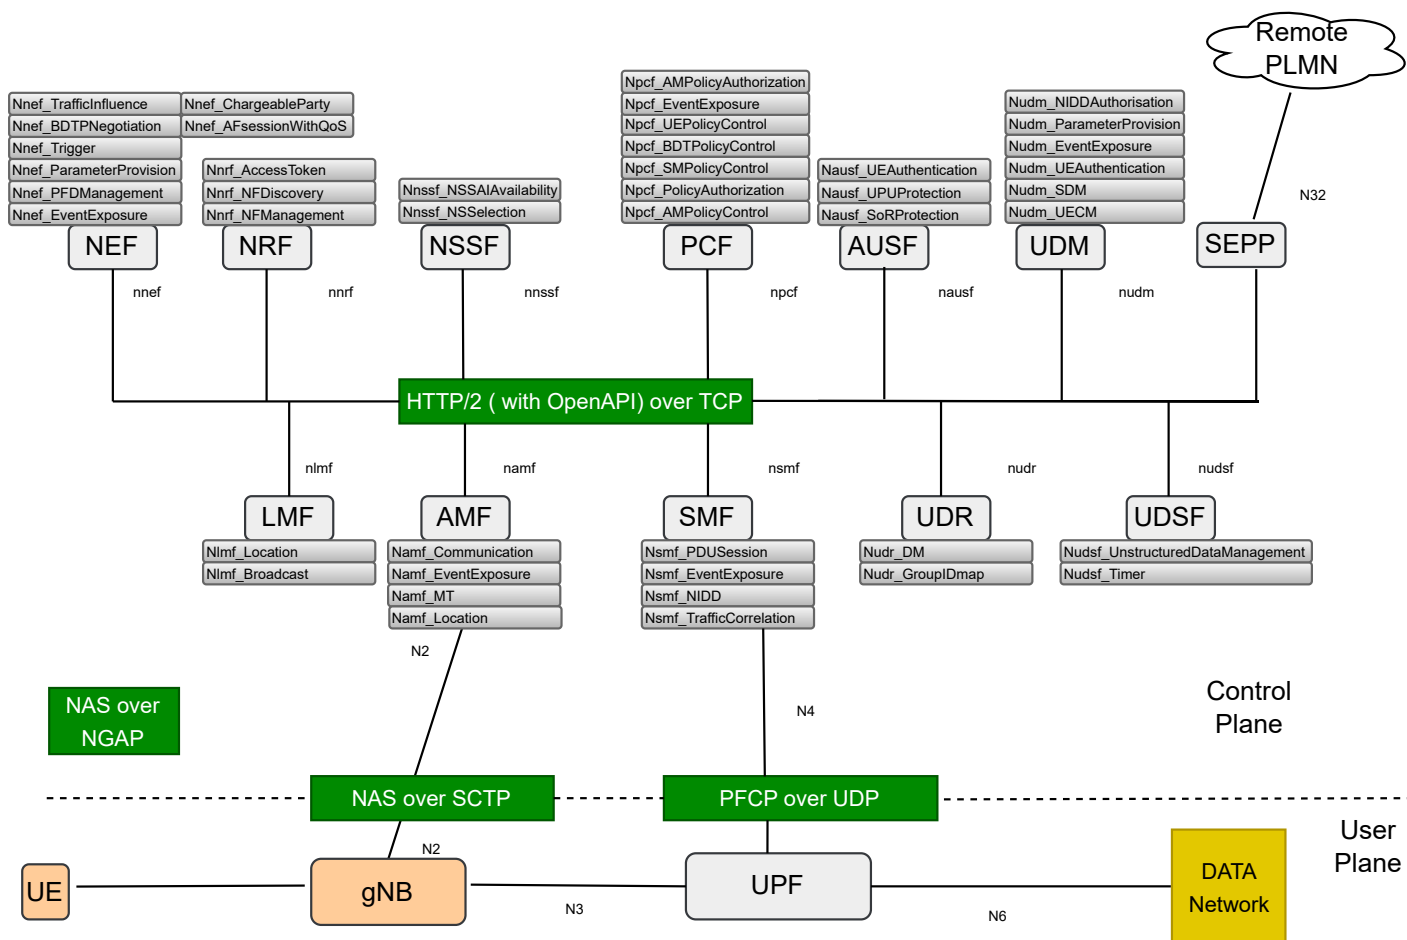 Remote
PLMN
Nnef_TrafficInfluence
Nnef_BDTPNegotiation
Nnef_Trigger
Nnef_ParameterProvision
Nnef_PFDManagement
Nnef_EventExposure
Nnef_ChargeableParty
Nnef_AFsessionWithQoS
Nnrf_AccessToken
Nnrf_NFDiscovery
Nnrf_NFManagement
Nnssf_NSSAIAvailability
Nnssf_NSSelection
Npcf_AMPolicyAuthorization
Npcf_EventExposure
Npcf_UEPolicyControl
Npcf_BDTPolicyControl
Npcf_SMPolicyControl
Npcf_PolicyAuthorization
Npcf_AMPolicyControl
Nausf_UEAuthentication
Nausf_UPUProtection
Nausf_SoRProtection
Nudm_NIDDAuthorisation
Nudm_ParameterProvision
Nudm_EventExposure
Nudm_UEAuthentication
Nudm_SDM
Nudm_UECM
N32
NEF
NRF
NSSF
PCF
AUSF
UDM
SEPP
nnef
nnrf
nnssf
npcf
nausf
nudm
HTTP/2 ( with OpenAPI) over TCP
nlmf
namf
nsmf
nudr
nudsf
LMF
AMF
SMF
UDR
UDSF
Nlmf_Location
Nlmf_Broadcast
Namf_Communication
Namf_EventExposure
Namf_MT
Namf_Location
Nsmf_PDUSession
Nsmf_EventExposure
Nsmf_NIDD
Nsmf_TrafficCorrelation
Nudr_DM
Nudr_GroupIDmap
Nudsf_UnstructuredDataManagement
Nudsf_Timer
N2
N4
NAS over
NGAP
Control
Plane
NAS over SCTP
PFCP over UDP
User
Plane
N2
UE
gNB
UPF
DATA
Network
N3
N6